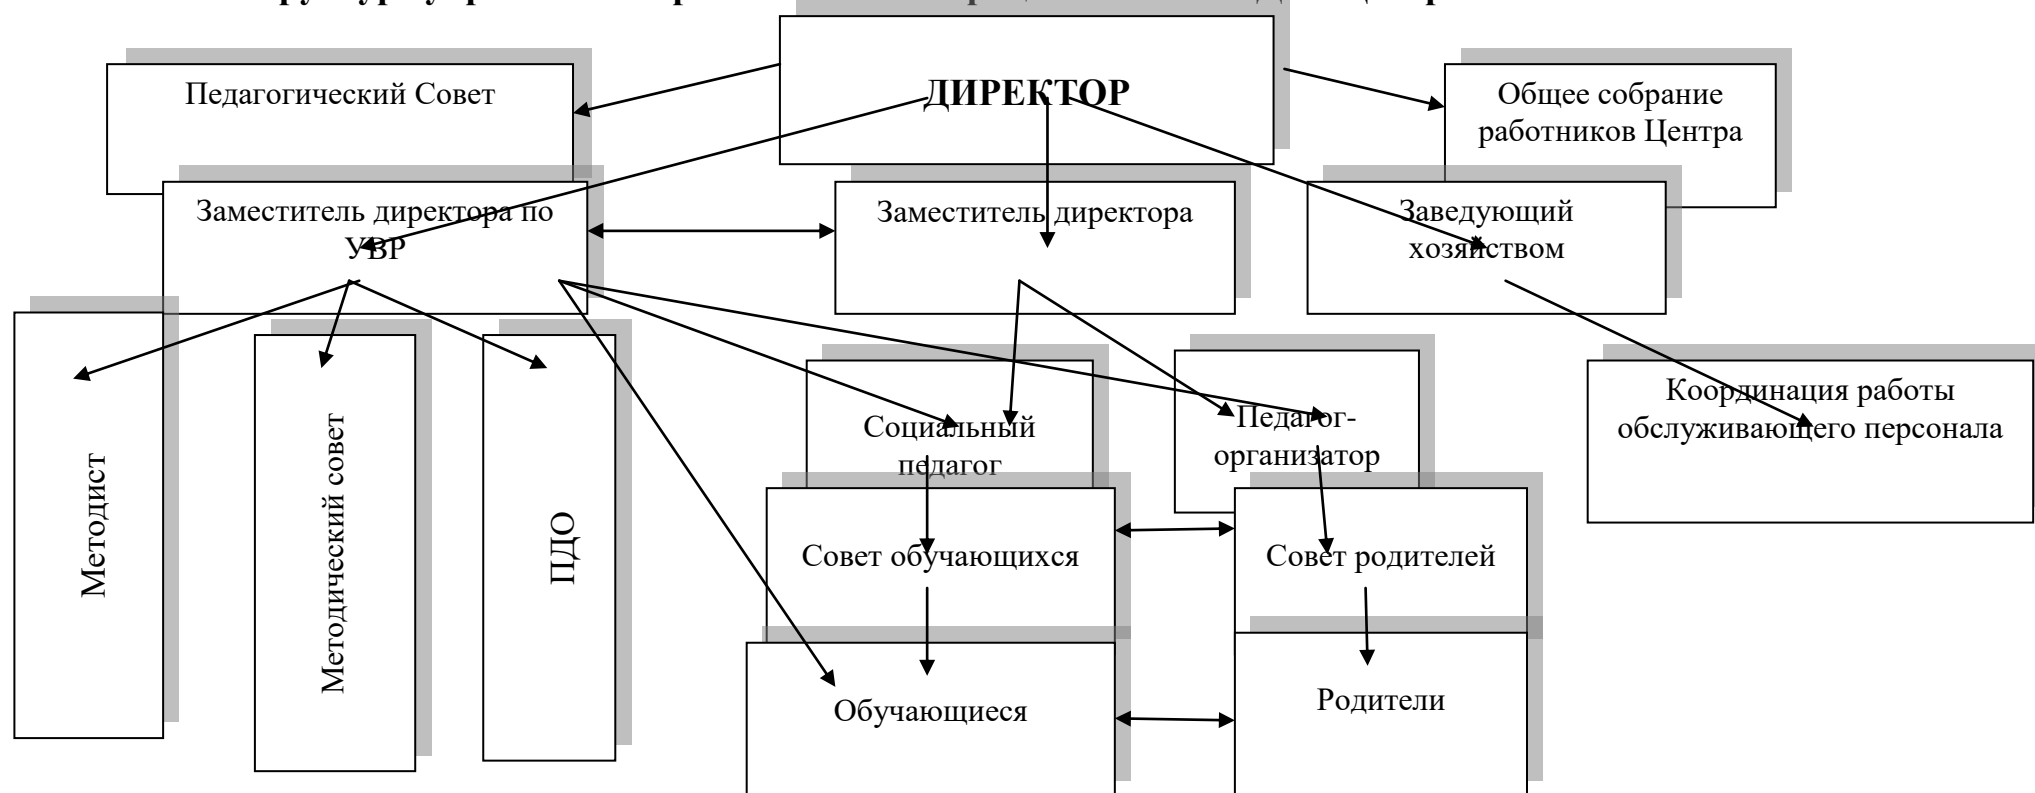 ДИРЕКТОР
Педагогический Совет
Общее собрание
работников Центра
Заместитель директора по
УВР
Заместитель директора
Заведующий
хозяйством
Методист
Методический совет
ПДО
Социальный
педагог
Педагог-
организатор
Координация работы
обслуживающего персонала
Совет обучающихся
Совет родителей
Обучающиеся
Родители